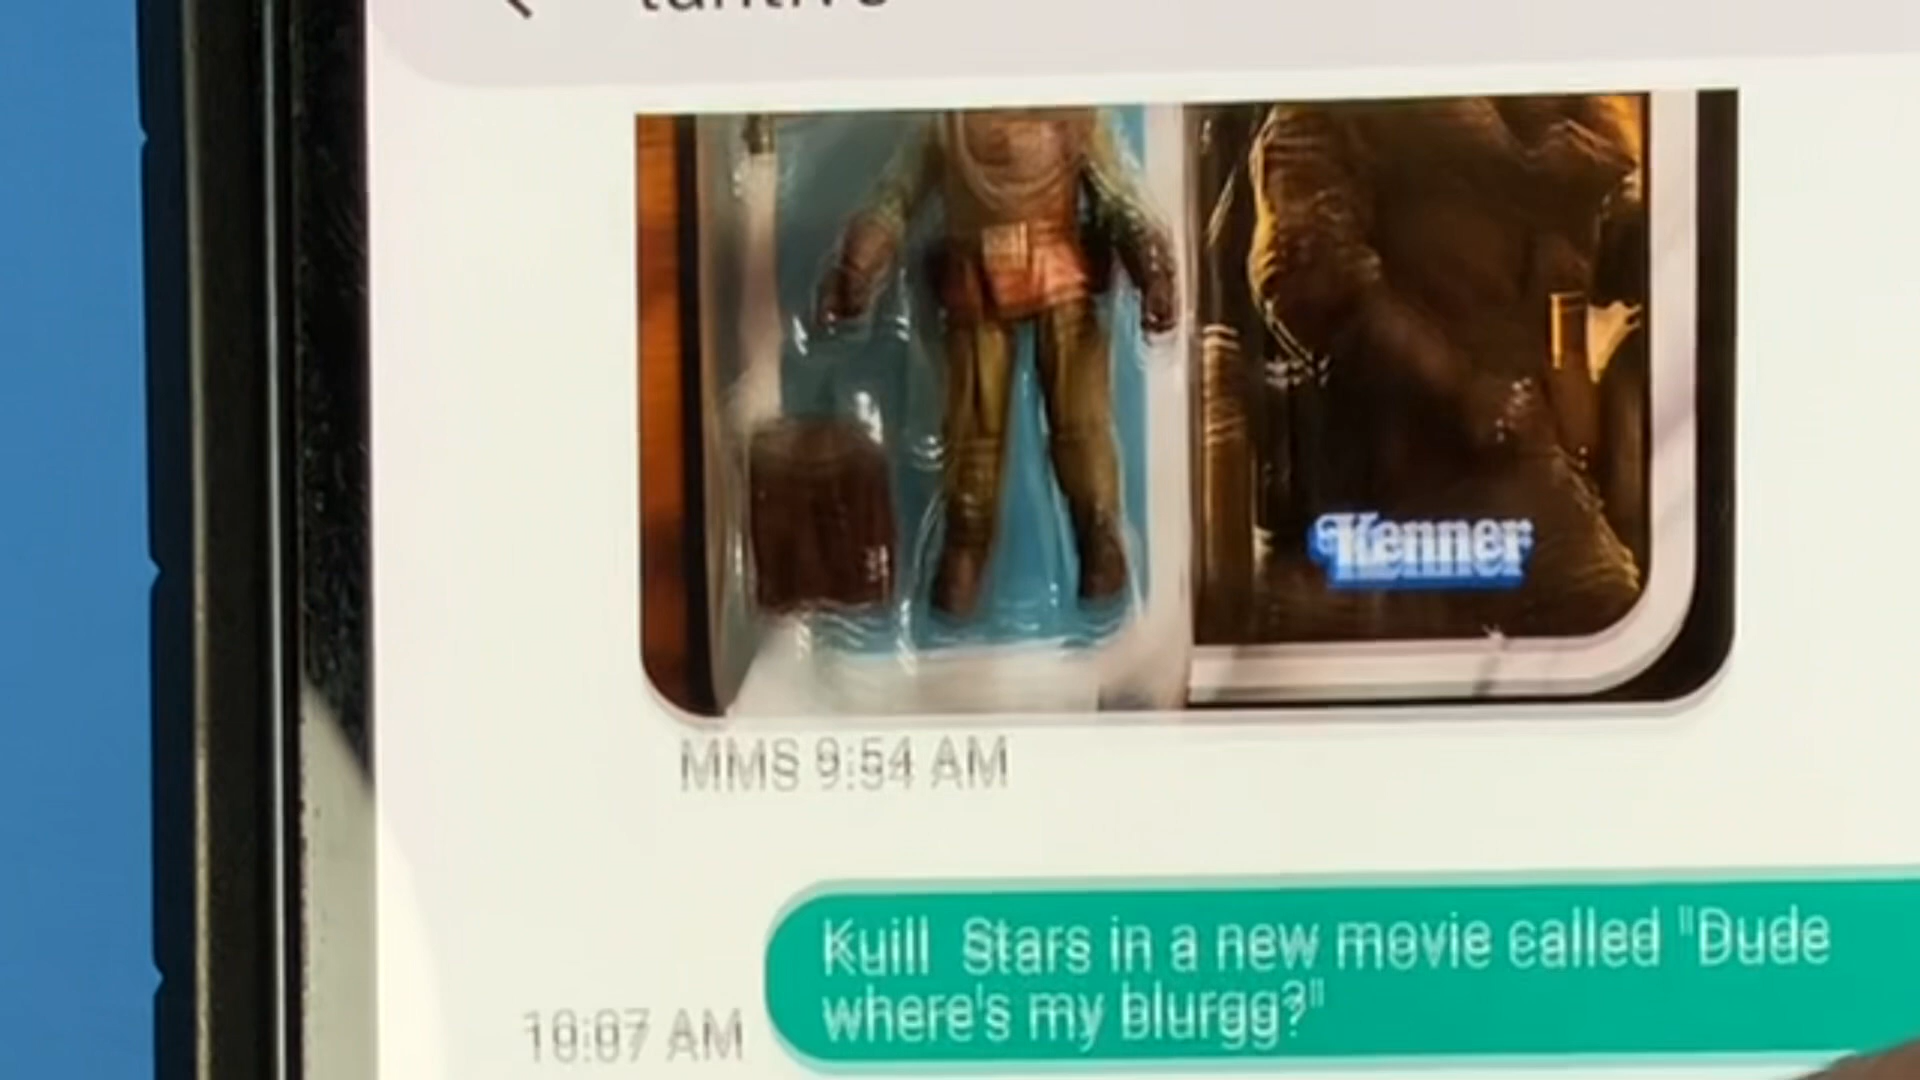 Kenner
MMS 9:54 AM
Kuill Stars in a new movie called "Dude
where's my blurgg?"
10:07 AM